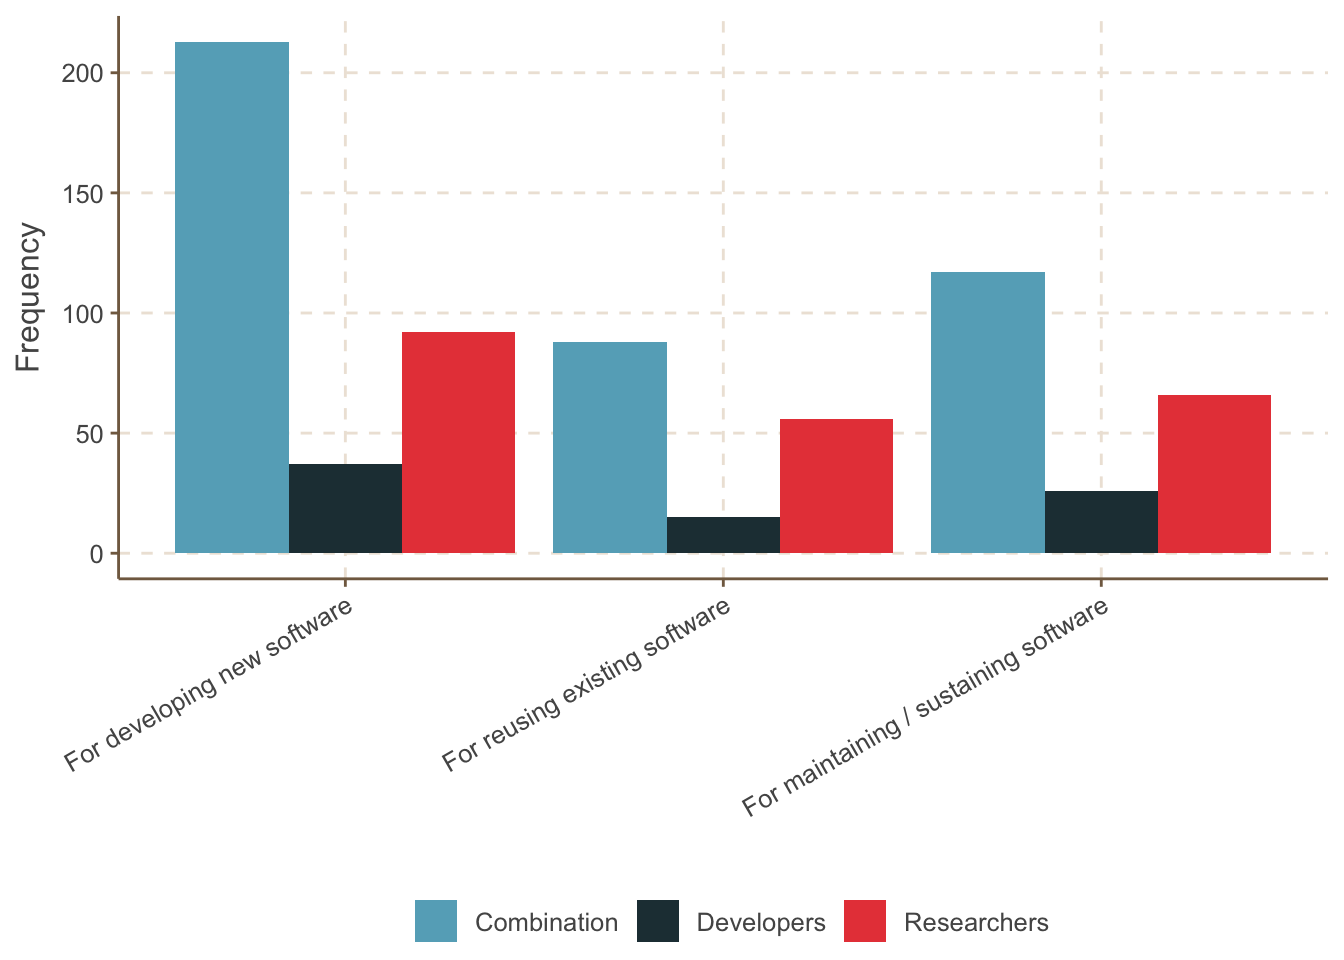 Frequency
200
150
100
50
0
For developing new software
For reusing existing software
For maintaining / sustaining software
Combination
Developers
Researchers